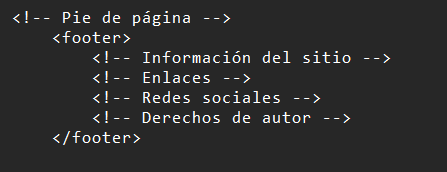 <!-- Pie de página -->
<footer>
<!-- Información del sitio -->
<!-- Enlaces -->
<!-- Redes sociales -->
<!-- Derechos de autor -->
</footer>